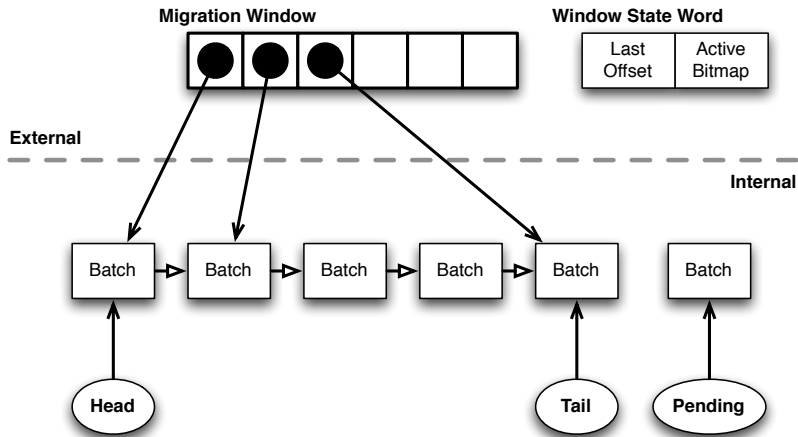 Migration Window
Window State Word
Last
Offset
Active
Bitmap
External
Internal
Batch
Batch
Batch
Batch
Batch
Batch
Head
Tail
Pending